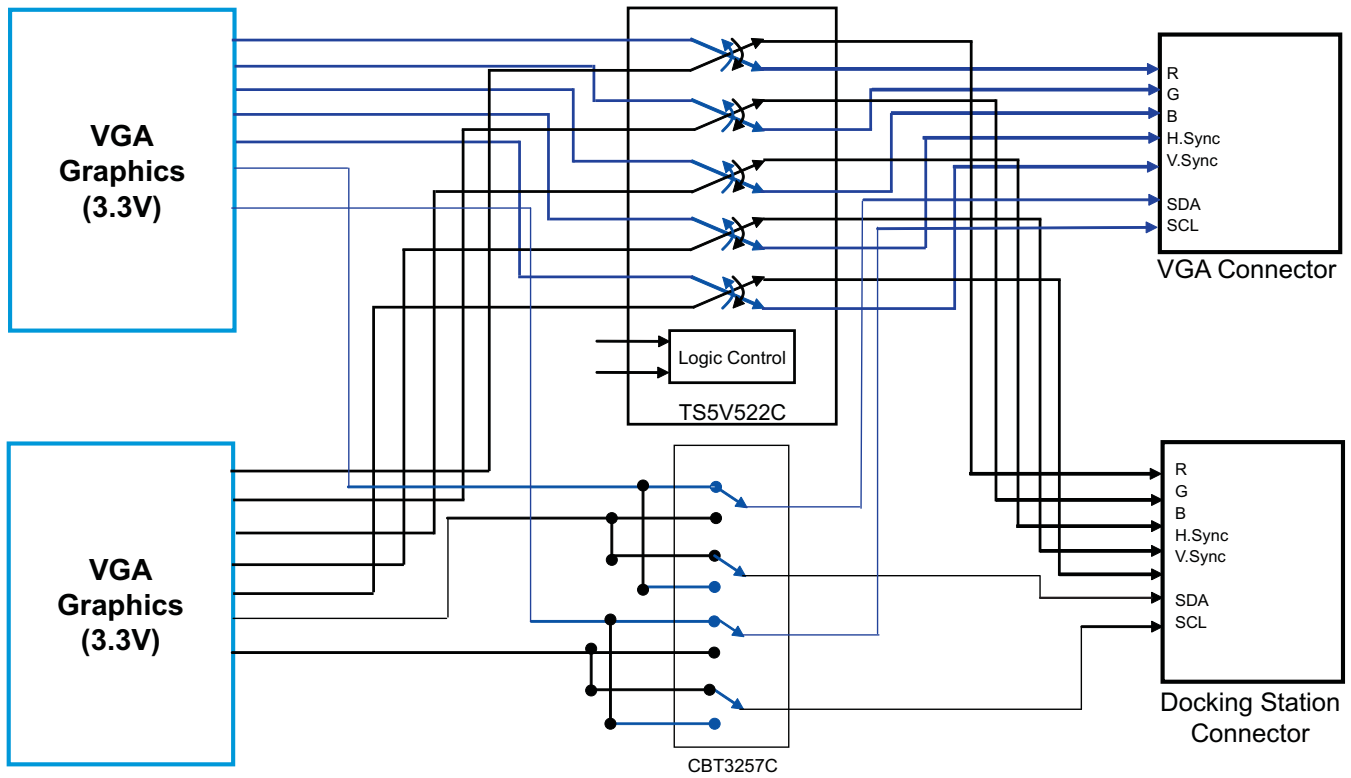 VGA
Graphics
(3.3V)
Logic Control
TS5V522C
R
G
B
H.Sync
V.Sync
SDA
SCL
VGA Connector
VGA
Graphics
(3.3V)
CBT3257C
R
G
B
H.Sync
V.Sync
SDA
SCL
Docking Station
Connector